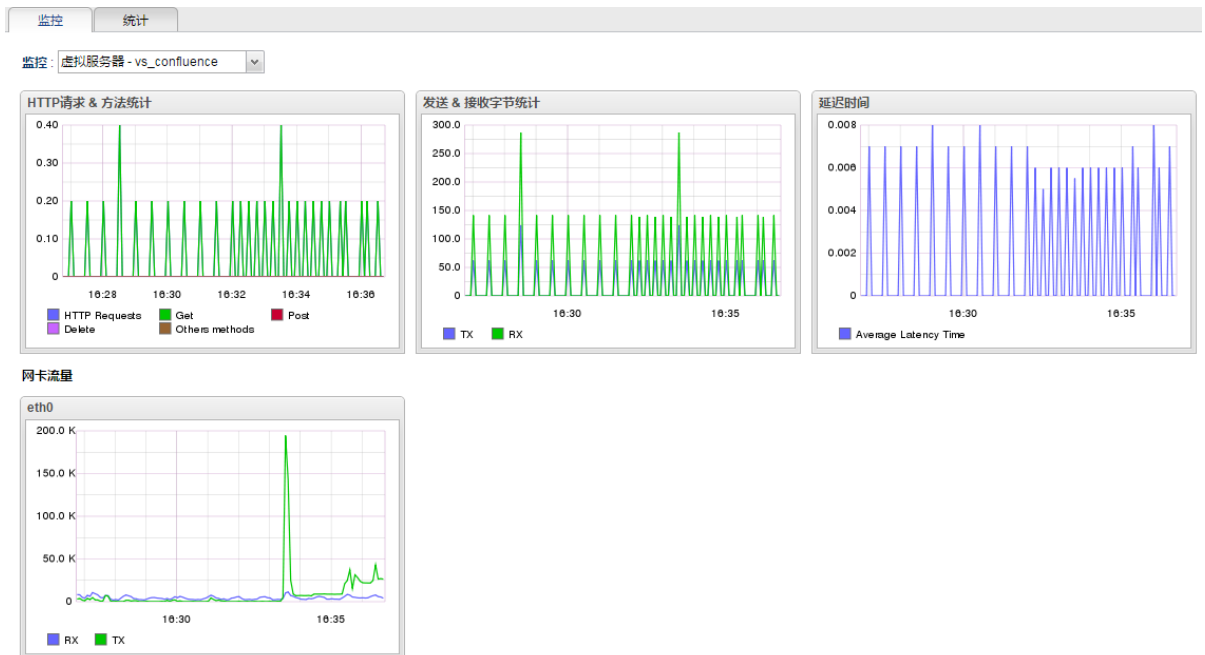 监控 统计
监控 : 虚拟服务器 - vs_confluence
HTTP请求 & 方法统计
0.40
0.30
0.20
0.10
0
16:28 16:30 16:32 16:34 16:36
HTTP Requests Get Post
Delete Others methods
发送 & 接收字节统计
300.0
250.0
200.0
150.0
100.0
50.0
0
16:30 16:35
TX RX
延迟时间
0.008
0.006
0.004
0.002
0
16:30 16:35
Average Latency Time
网卡流量
eth0
200.0 K
150.0 K
100.0 K
50.0 K
0
16:30 16:35
RX TX